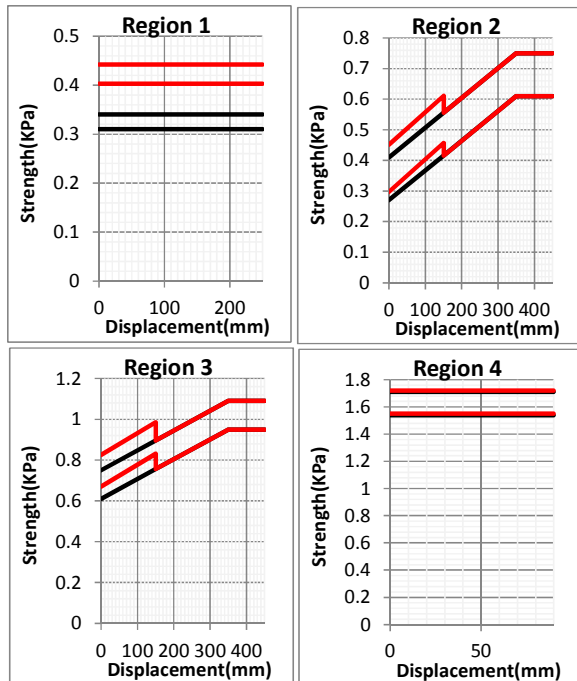 Region 1
Strength(KPa)
0.5
0.4
0.3
0.2
0.1
0
0 100 200
Displacement(mm)
Region 2
Strength(KPa)
0.8
0.7
0.6
0.5
0.4
0.3
0.2
0.1
0
0 100 200 300 400
Displacement(mm)
Region 3
Strength(KPa)
1.2
1
0.8
0.6
0.4
0.2
0
0 100 200 300 400
Displacement(mm)
Region 4
Strength(KPa)
1.8
1.6
1.4
1.2
1
0.8
0.6
0.4
0.2
0
0 50
Displacement(mm)